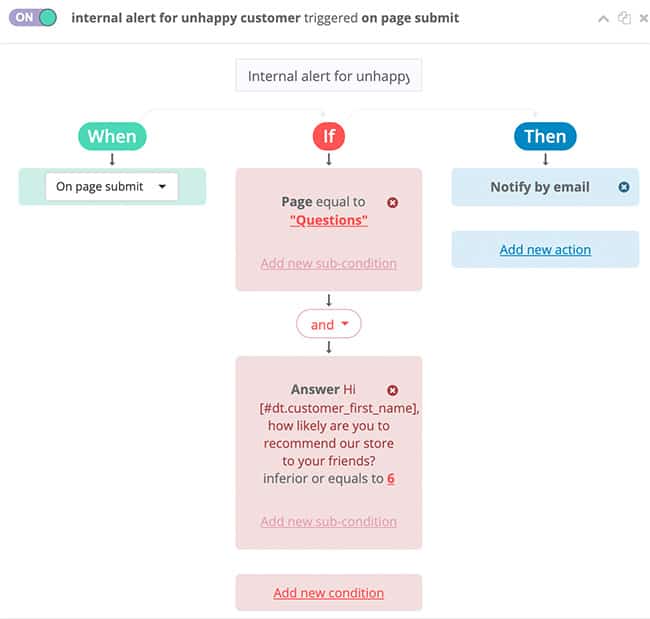 ON internal alert for unhappy customer triggered on page submit
Internal alert for unhappy
When
If
Then
On page submit
Page equal to
"Questions"
Add new sub-condition
Notify by email
Add new action
and
Answer Hi
[#dt.customer_first_name],
how likely are you to
recommend our store
to your friends?
inferior or equals to 6
Add new sub-condition
Add new condition